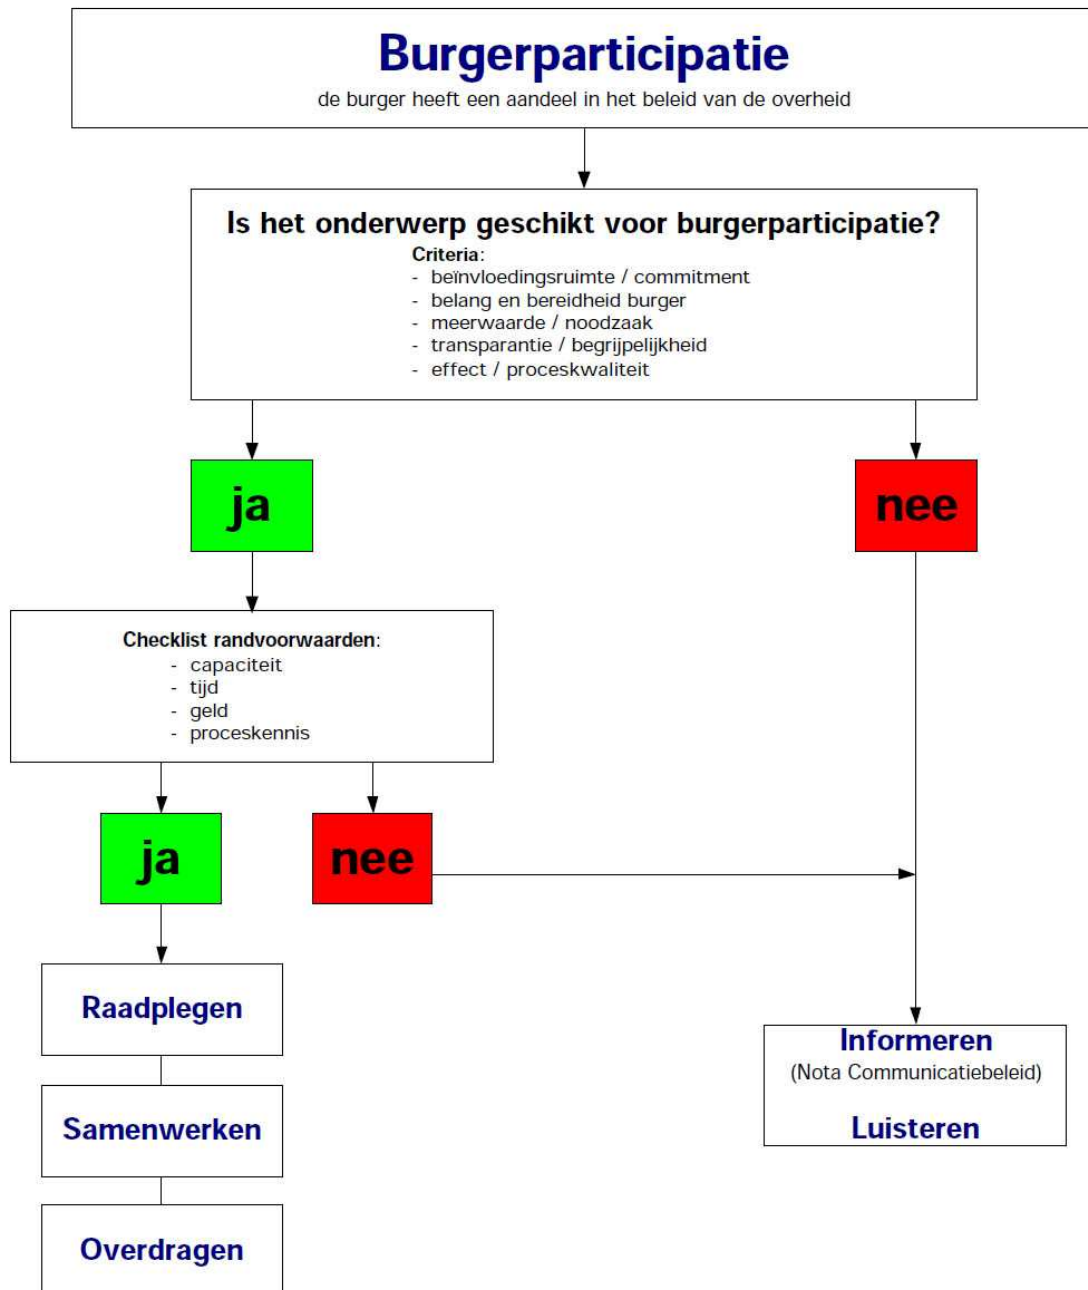 Burgerparticipatie
de burger heeft een aandeel in het beleid van de overheid
Is het onderwerp geschikt voor burgerparticipatie?
Criteria:
- beïnvloedingsruimte / commitment
- belang en bereidheid burger
- meerwaarde / noodzaak
- transparantie / begrijpelijkheid
- effect / proceskwaliteit
ja
nee
Checklist randvoorwaarden:
- capaciteit
- tijd
- geld
- proceskennis
ja
nee
Raadplegen
Samenwerken
Overdragen
Informeren
(Nota Communicatiebeleid)
Luisteren